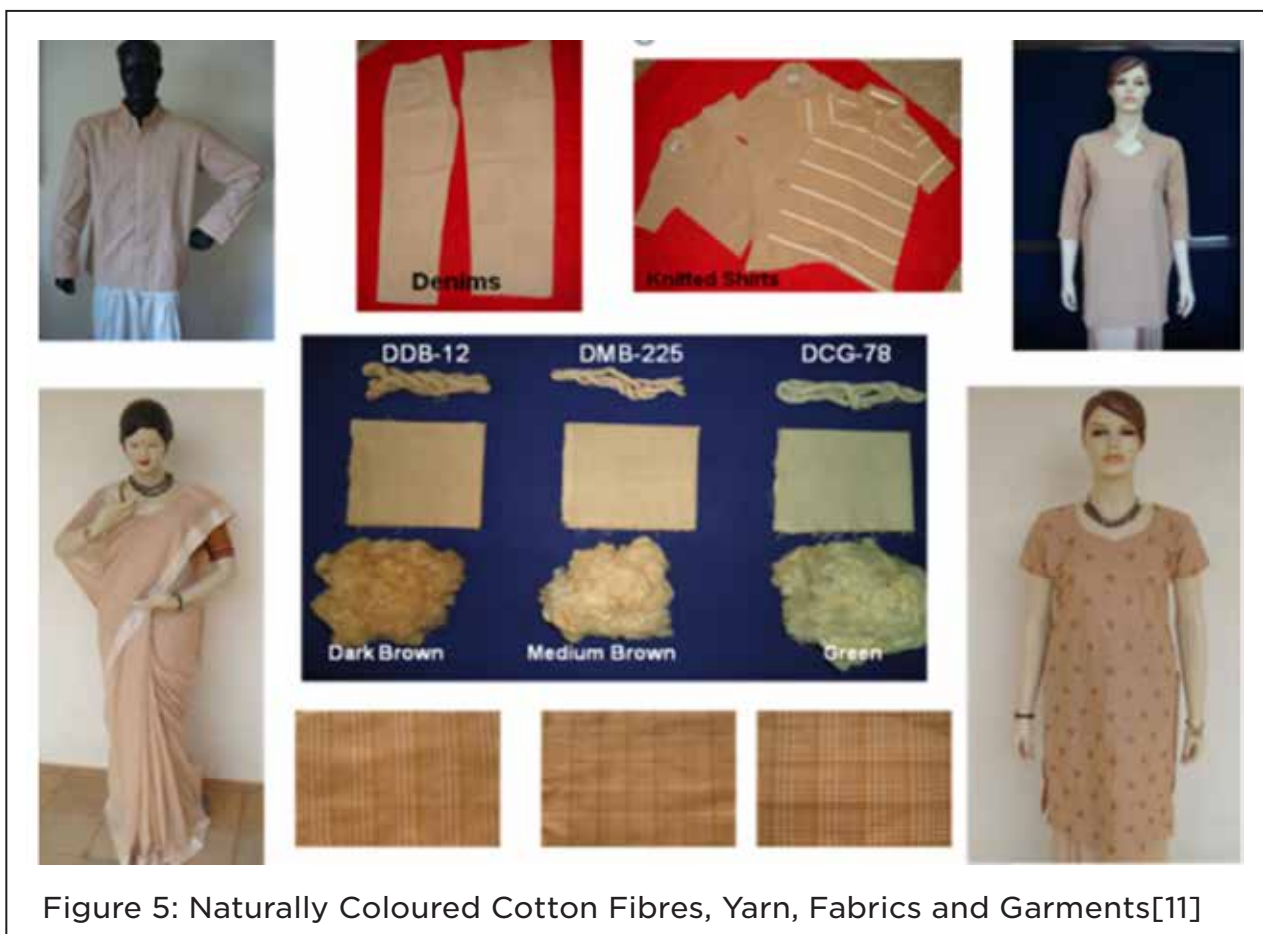 Denims
Knitted Shirts
DDB-12 DMB-225 DCG-78
Dark Brown Medium Brown Green
Figure 5: Naturally Coloured Cotton Fibres, Yarn, Fabrics and Garments[11]